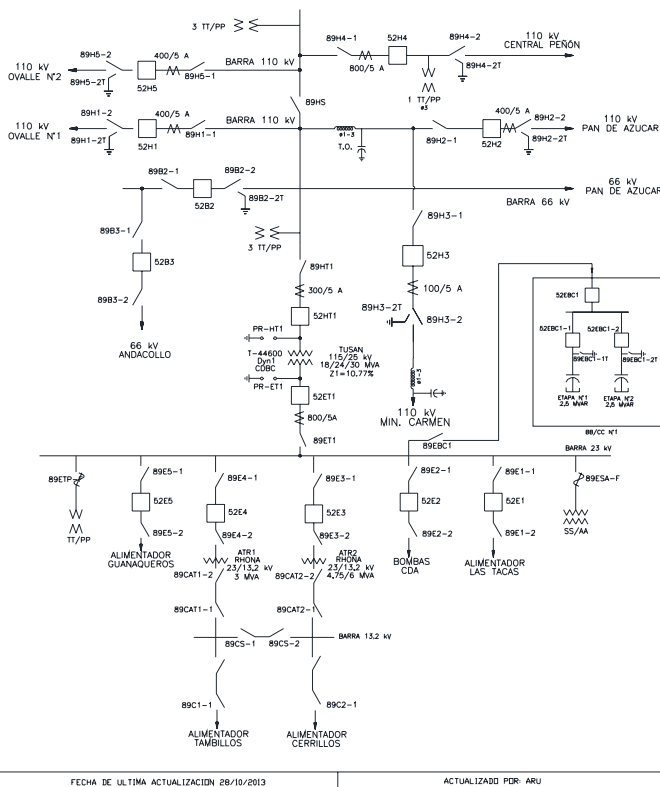 3 TT/PP
89H4-1
52H4
89H4-2
110 kV
CENTRAL PEÑÓN
800/5 A
89H4-2T
1 TT/PP
ø3
110 kV
OVALLE Nº2
89H5-2
400/5 A
BARRA 110 kV
89H5-2T
52H5
89H5-1
89HS
110 kV
OVALLE Nº1
89H1-2
400/5 A
BARRA 110 kV
89H1-2T
52H1
89H1-1
ø1-3
T.O.
89H2-1
400/5 A
52H2
89H2-2
89H2-2T
110 kV
PAN DE AZUCAR
89B2-1
52B2
89B2-2
89B2-2T
66 kV
PAN DE AZUCAR
BARRA 66 kV
89B3-1
52B3
89B3-2
66 kV
ANDACOLLO
3 TT/PP
89HT1
300/5 A
52HT1
PR-HT1
T-44600
Dyn1
CDBC
TUSAN
115/25 kV
18/24/30 MVA
Z1=10.77%
PR-ET1
52ET1
800/5A
89ET1
89H3-1
52H3
100/5 A
89H3-2T
89H3-2
ø1-3
110 kV
MIN. CARMEN
89EBC1
52EBC1
52EBC1-1
52EBC1-2
89EBC1-1T
89EBC1-2T
ETAPA Nº1
2,5 MVAR
ETAPA Nº2
2,5 MVAR
BB/CC Nº1
BARRA 23 kV
89ETP
TT/PP
89E5-1
52E5
89E5-2
ALIMENTADOR
GUANAQUEROS
89E4-1
52E4
89E4-2
ATR1
RHONA
23/13.2 kV
3 MVA
89CAT1-2
89CAT1-1
89E3-1
52E3
89E3-2
ATR2
RHONA
23/13.2 kV
4.75/6 MVA
89CAT2-2
89CAT2-1
89E2-1
52E2
89E2-2
BOMBAS
CDA
89E1-1
52E1
89E1-2
ALIMENTADOR
LAS TACAS
89ESA-F
SS/AA
89CS-1
89CS-2
BARRA 13,2 kV
89C1-1
ALIMENTADOR
TAMBILLOS
89C2-1
ALIMENTADOR
CERRILLOS
FECHA DE ULTIMA ACTUALIZACIÓN 28/10/2013
ACTUALIZADO POR: ARU